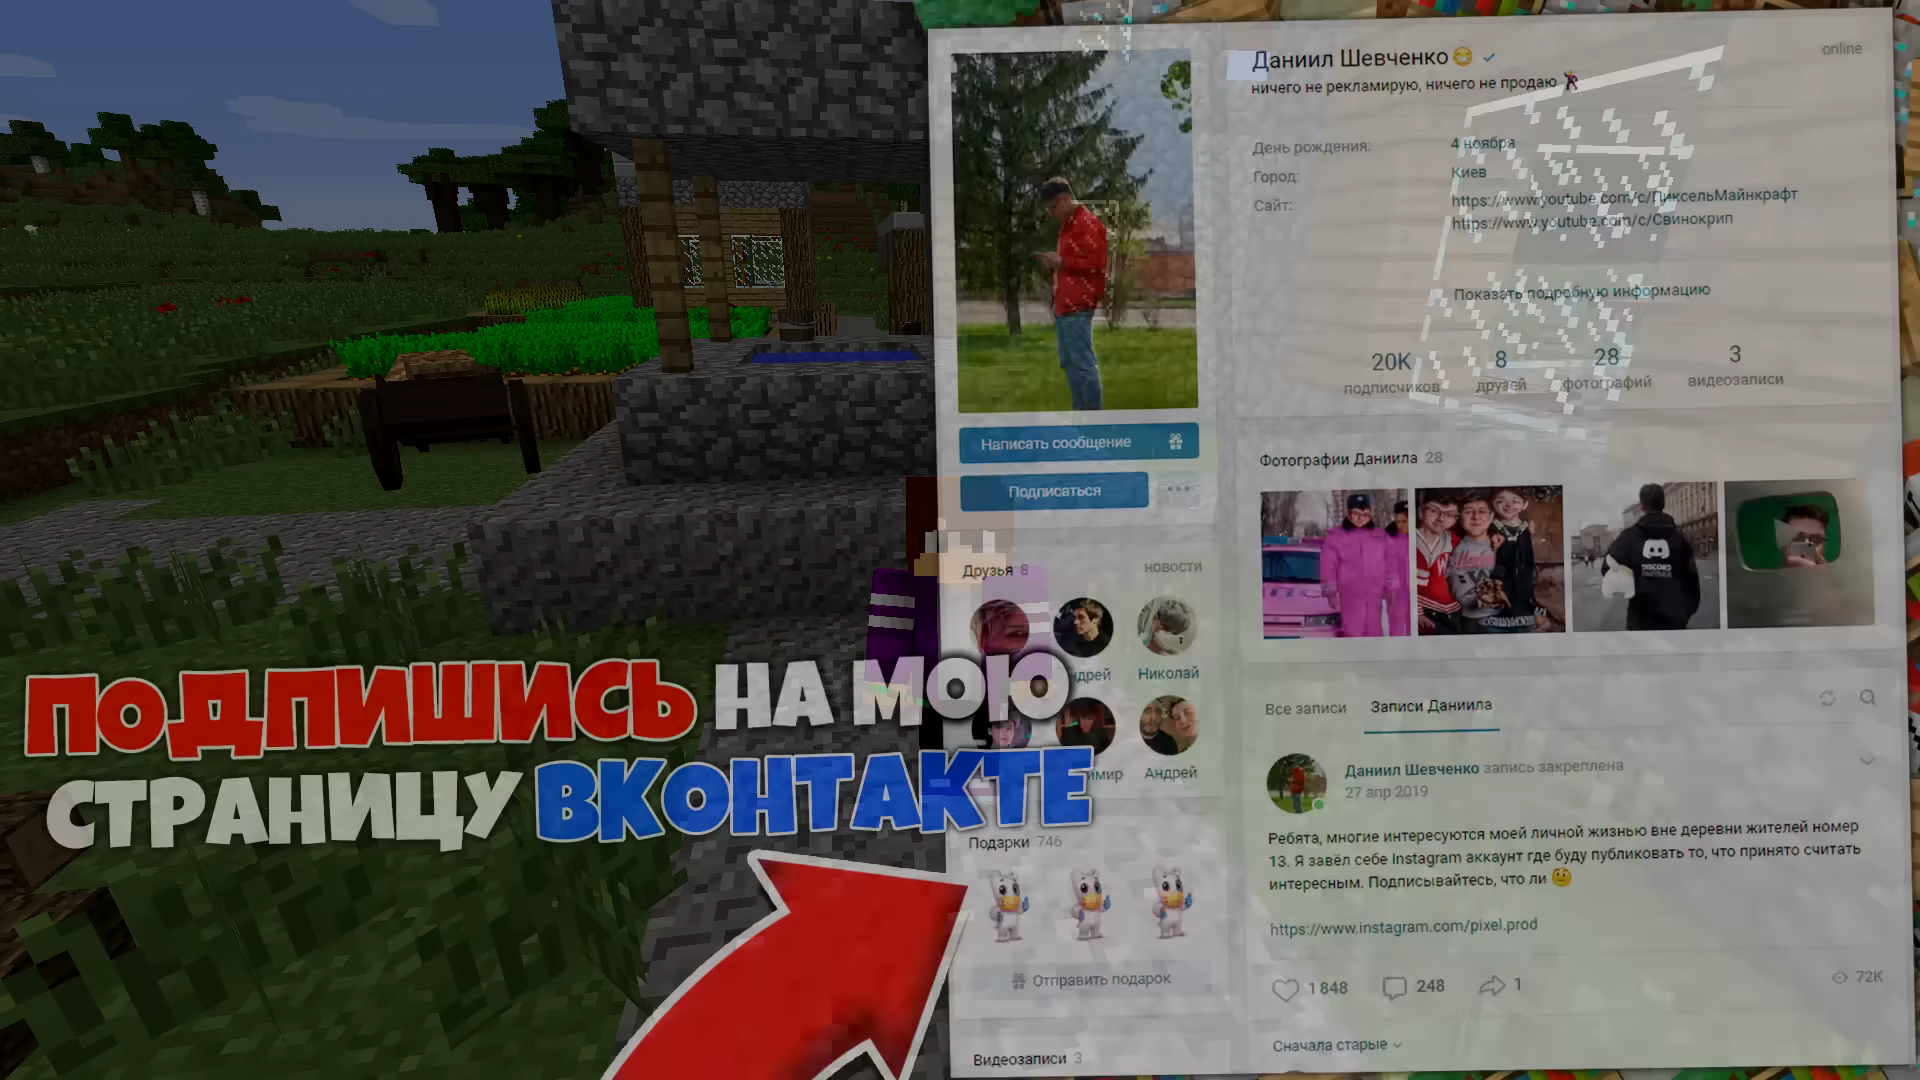 ПОДПИШИСЬ НА МОЮ
СТРАНИЦУ ВКОНТАКТЕ
Даниил Шевченко
online
ничего не рекламирую, ничего не продаю
День рождения: 4 ноября
Город: Киев
Сайт: https://www.youtube.com/c/ПиксельМайнкрафт
https://www.youtube.com/c/Свинокрип
Показать подробную информацию
20K 8 28 3
подписчиков друзей фотографий видеозаписи
Написать сообщение
Подписаться
Фотографии Даниила 28
DISCORD
PARTNER
Друзья 8 новости
Николай
Андрей
Подарки 746
Отправить подарок
Видеозаписи 3
Все записи Записи Даниила
Даниил Шевченко запись закреплена
27 апр 2019
Ребята, многие интересуются моей личной жизнью вне деревни жителей номер
13. Я завёл себе Instagram аккаунт где буду публиковать то, что принято считать
интересным. Подписывайтесь, что ли
https://www.instagram.com/pixel.prod
1 848 248 1 72K
Сначала старые